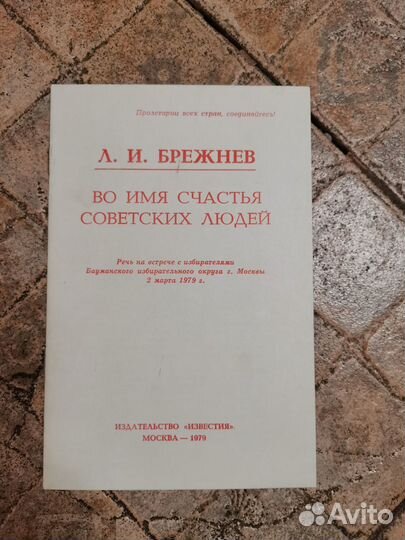 Пролетарии всех стран, соединяйтесь!
Л. И. БРЕЖНЕВ
ВО ИМЯ СЧАСТЬЯ
СОВЕТСКИХ ЛЮДЕЙ
Речь на встрече с избирателями
Бауманского избирательного округа г. Москвы
2 марта 1979 г.
ИЗДАТЕЛЬСТВО «ИЗВЕСТИЯ»
МОСКВА — 1979
Avito